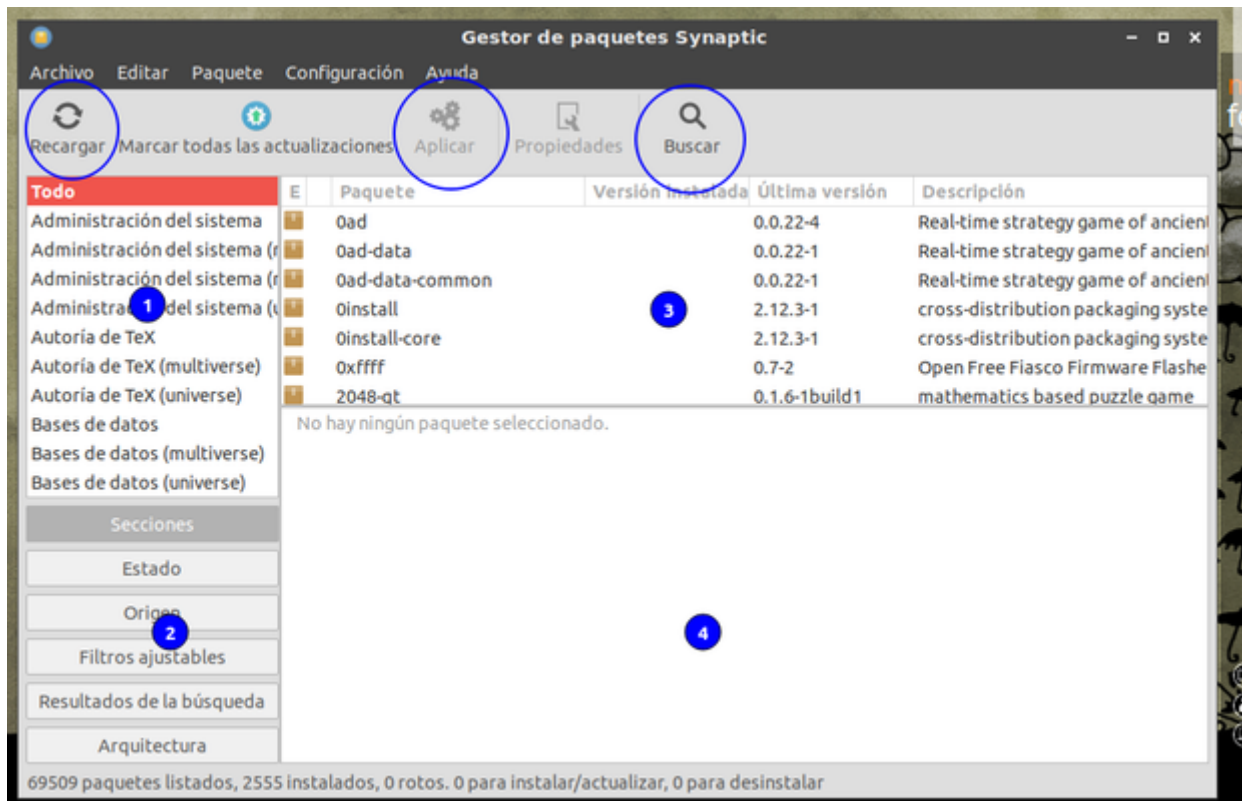 Gestor de paquetes Synaptic
Archivo Editar Paquete Configuración Ayuda
Recargar Marcar todas las actualizaciones Aplicar Propiedades Buscar
Todo
Administración del sistema
Administración del sistema (
Administración del sistema (
Administración del sistema (
Autoría de TeX
Autoría de TeX (multiverse)
Autoría de TeX (universe)
Bases de datos
Bases de datos (multiverse)
Bases de datos (universe)
1
Secciones
Estado
Origen
Filtros ajustables
Resultados de la búsqueda
Arquitectura
2
E Paquete Versión instalada Última versión Descripción
0ad 0.0.22-4 Real-time strategy game of ancient
0ad-data 0.0.22-1 Real-time strategy game of ancient
0ad-data-common 0.0.22-1 Real-time strategy game of ancient
0install 2.12.3-1 cross-distribution packaging syste
0install-core 2.12.3-1 cross-distribution packaging syste
0xffff 0.7-2 Open Free Fiasco Firmware Flashe
2048-qt 0.1.6-1build1 mathematics based puzzle game
3
No hay ningún paquete seleccionado.
4
69509 paquetes listados, 2555 instalados, 0 rotos. 0 para instalar/actualizar, 0 para desinstalar